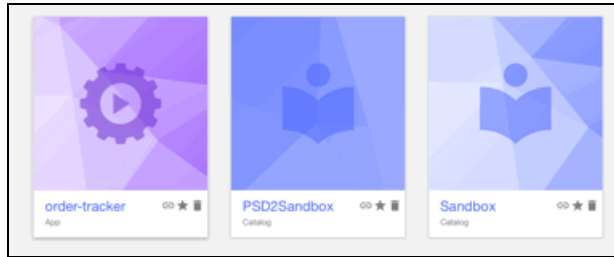 order-tracker
App
PSD2Sandbox
Catalog
Sandbox
Catalog